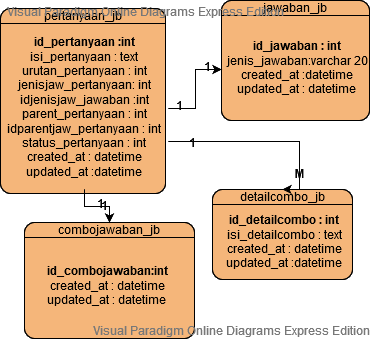 Visual Paradigm Online Diagrams Express Edition
pertanyaan_jb
id_pertanyaan :int
isi_pertanyaan : text
urutan_pertanyaan : int
jenisjaw_pertanyaan: int
idjenisjaw_jawaban : int
parent_pertanyaan : int
idparentjaw_pertanyaan : int
status_pertanyaan : int
created_at : datetime
updated_at :datetime
jawaban_jb
id_jawaban : int
jenis_jawaban:varchar 20
created_at :datetime
updated_at : datetime
1
1
1
M
1
1
detailcombo_jb
id_detailcombo : int
isi_detailcombo : text
created_at : datetime
updated_at :datetime
combojawaban_jb
id_combojawaban:int
created_at : datetime
updated_at : datetime
Visual Paradigm Online Diagrams Express Edition